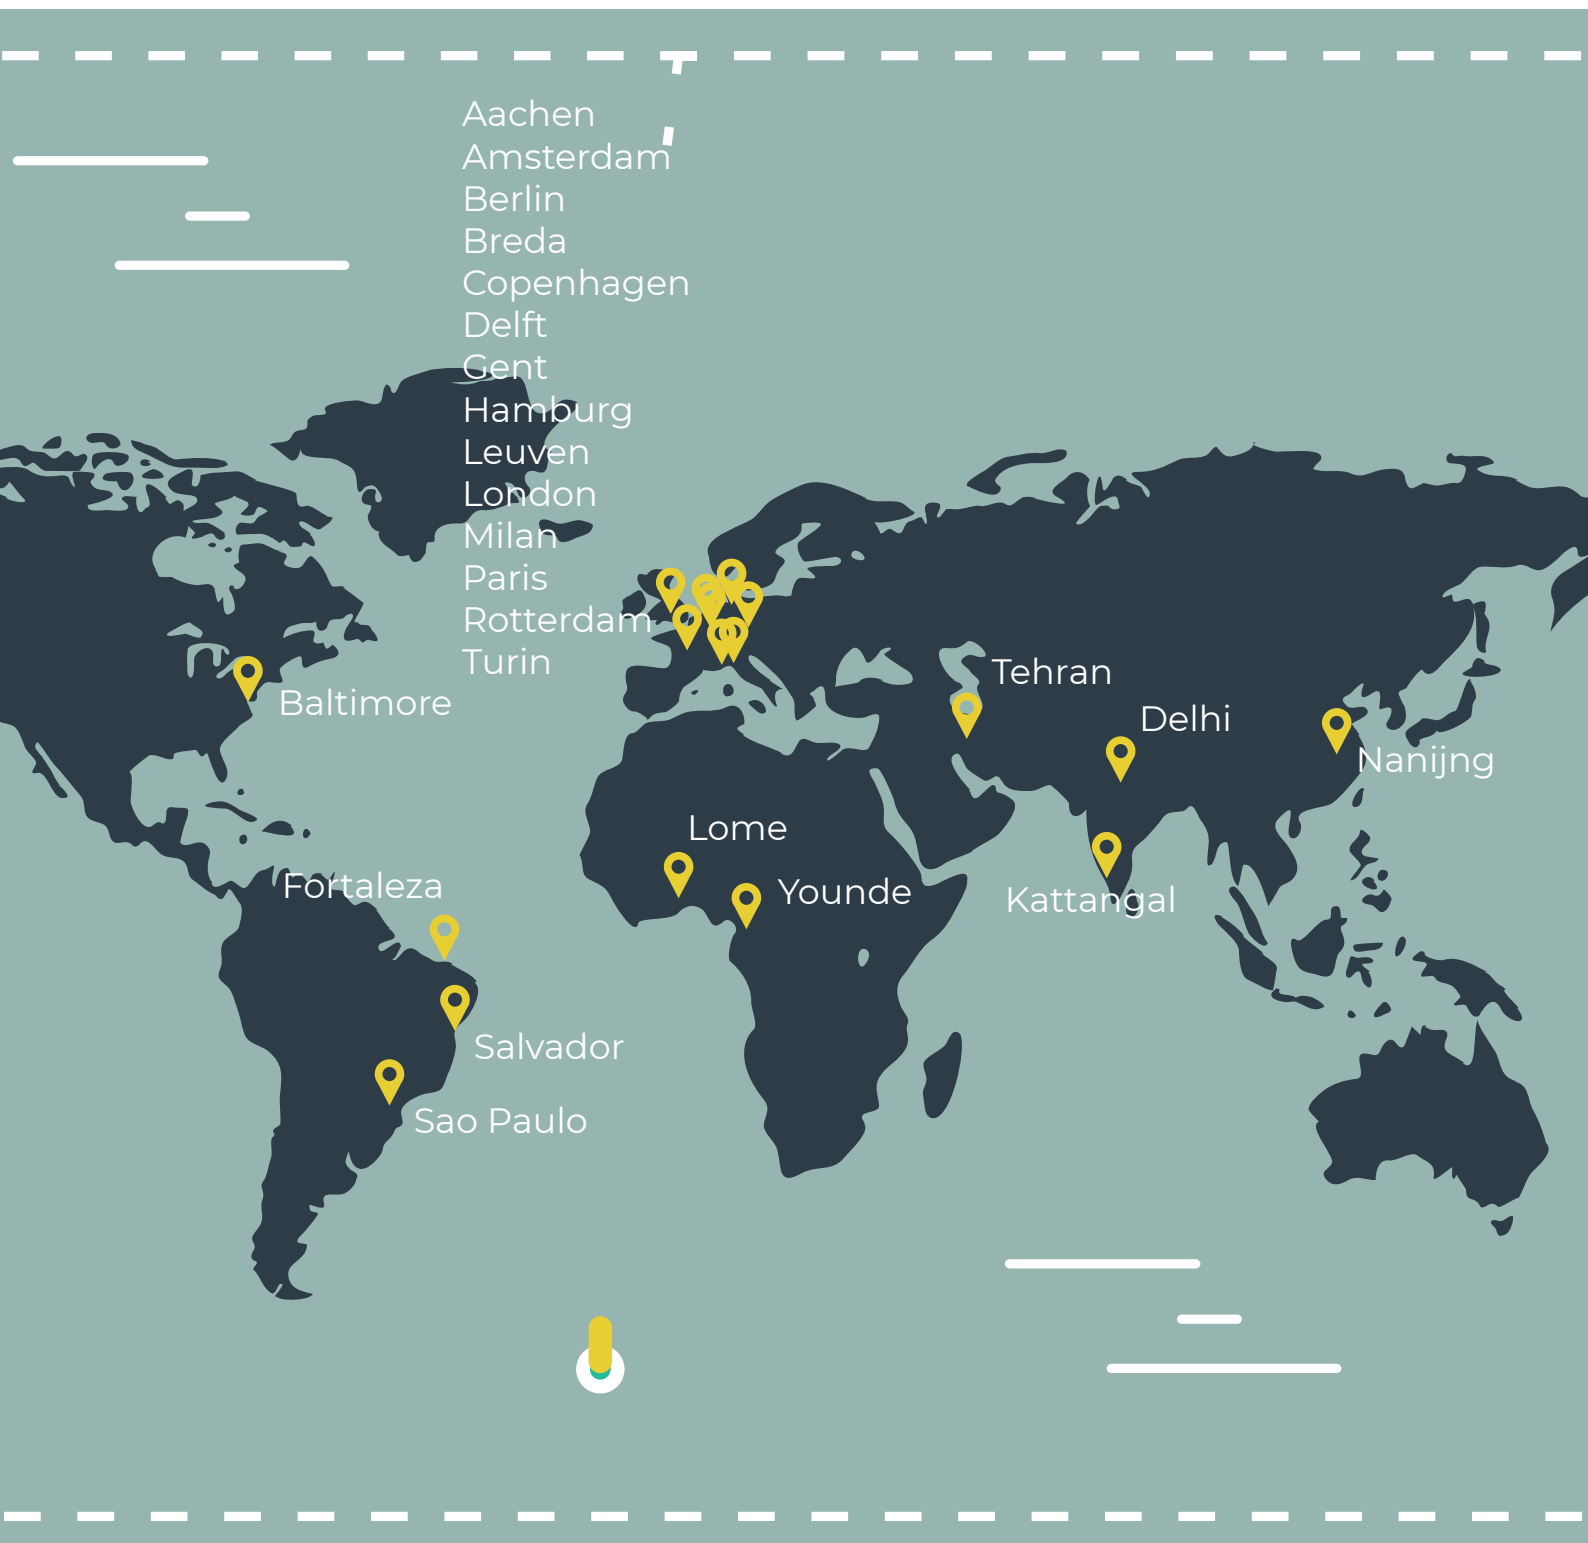 Aachen
Amsterdam
Berlin
Breda
Copenhagen
Delft
Gent
Hamburg
Leuven
London
Milan
Paris
Rotterdam
Turin
Baltimore
Tehran
Delhi
Nanijng
Lome
Younde
Kattangal
Fortaleza
Salvador
Sao Paulo